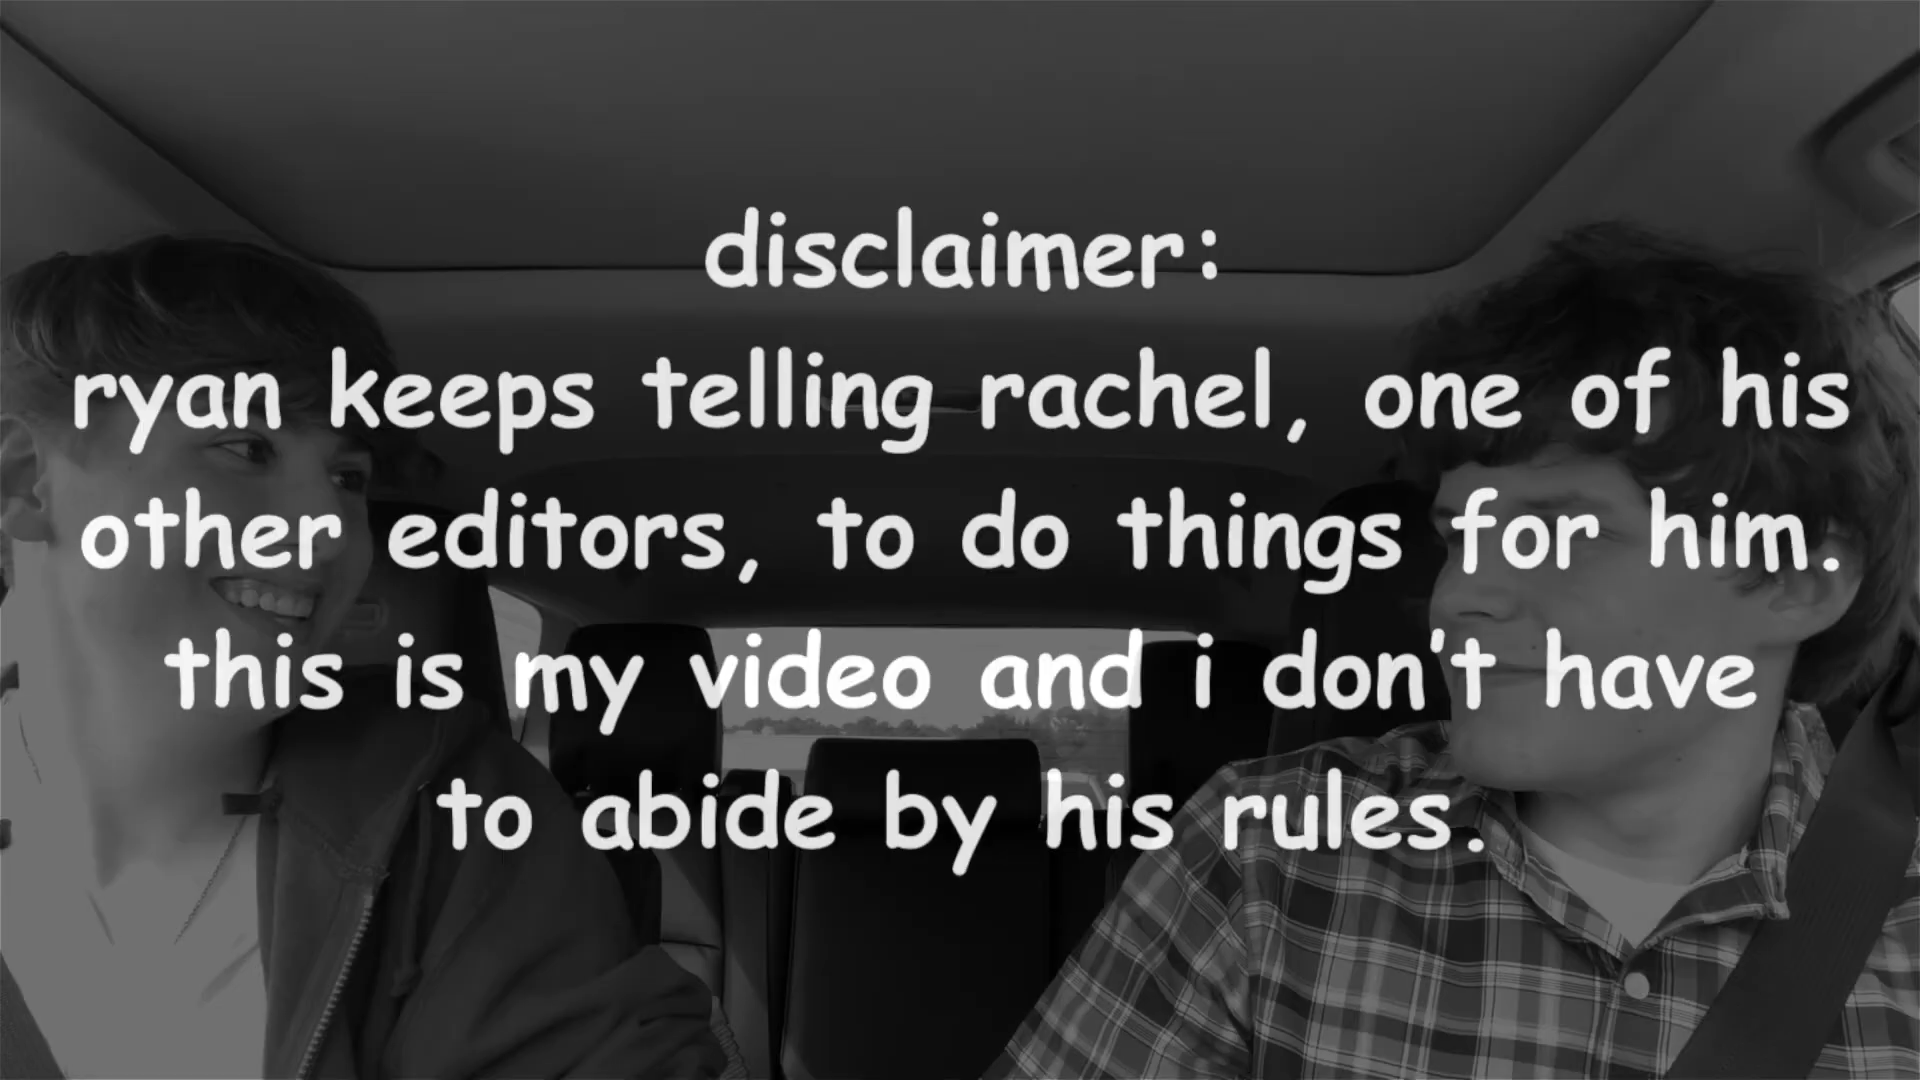 disclaimer:
ryan keeps telling rachel, one of his
other editors, to do things for him.
this is my video and i don't have
to abide by his rules.